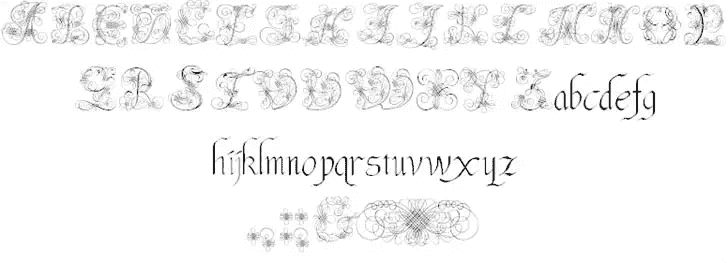 ABCDEFGHIJKLMNOP
QRSTUVWXYZabcdefg
hijklmnopqrstuvwxyz